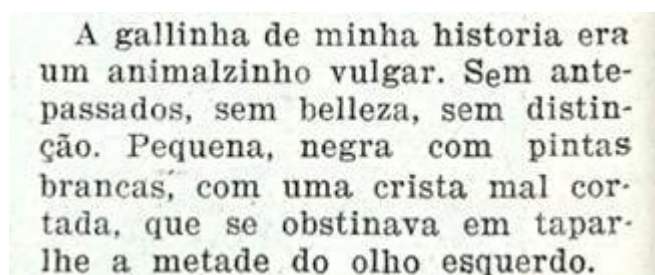 A gallinha de minha historia era
um animalzinho vulgar. Sem ante-
passados, sem belleza, sem distin-
ção. Pequena, negra com pintas
brancas, com uma crista mal cor-
tada, que se obstinava em tapar-
lhe a metade do olho esquerdo.